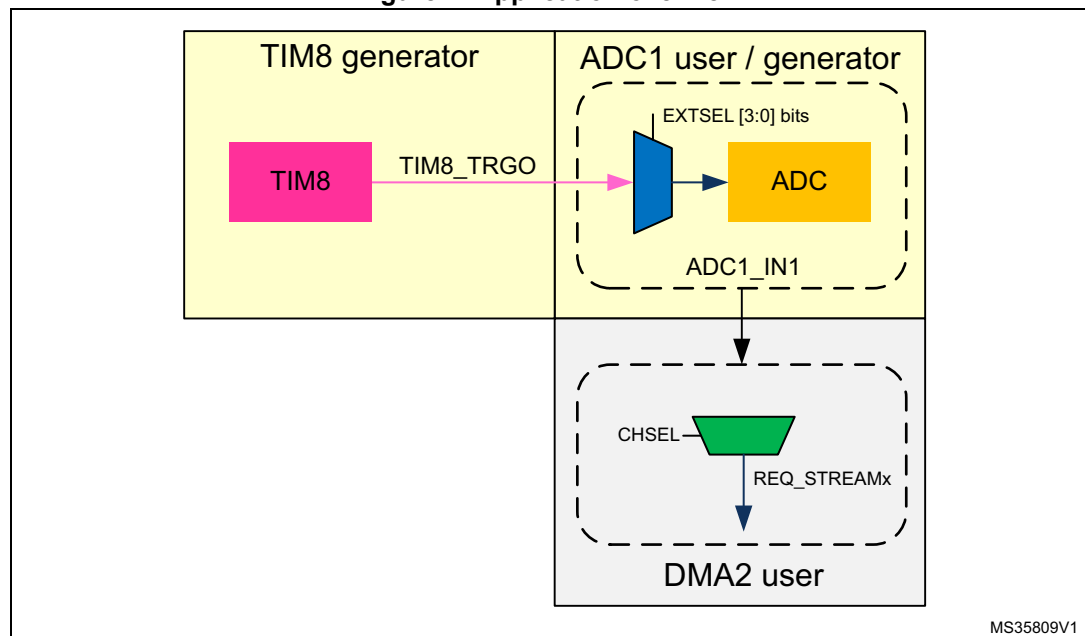 TIM8 generator
ADC1 user / generator
EXTSEL [3:0] bits
TIM8
TIM8_TRGO
ADC
ADC1_IN1
CHSEL
REQ_STREAMx
DMA2 user
MS35809V1